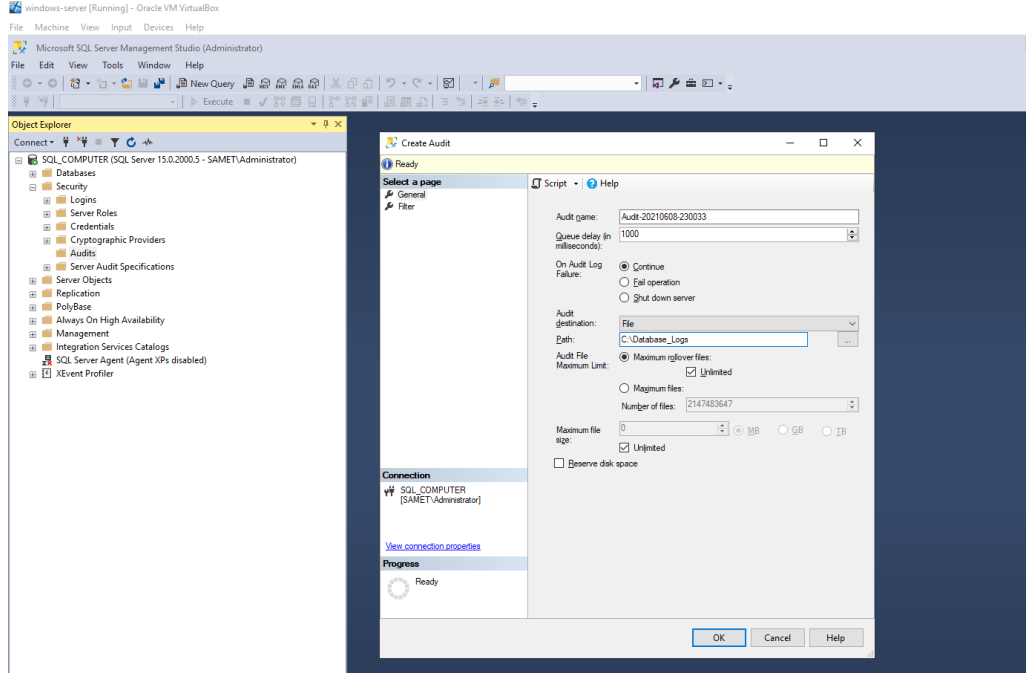 windows-server [Running] - Oracle VM VirtualBox
File Machine View Input Devices Help
Microsoft SQL Server Management Studio (Administrator)
File Edit View Tools Window Help
New Query
Execute
Object Explorer
Connect
SQL_COMPUTER (SQL Server 15.0.2000.5 - SAMET\Administrator)
Databases
Security
Logins
Server Roles
Credentials
Cryptographic Providers
Audits
Server Audit Specifications
Server Objects
Replication
PolyBase
Always On High Availability
Management
Integration Services Catalogs
SQL Server Agent (Agent XPs disabled)
XEvent Profiler
Create Audit
Ready
Select a page
General
Filter
Connection
SQL_COMPUTER
[SAMET\Administrator]
View connection properties
Progress
Ready
Script Help
Audit name: Audit-20210608-230033
Queue delay (in milliseconds): 1000
On Audit Log Failure: Continue
Fail operation
Shut down server
Audit destination: File
Path: C:\Database_Logs ...
Audit File Maximum Limit: Maximum rollover files:
Unlimited
Maximum files:
Number of files: 2147483647
Maximum file size: 0 MB GB TB
Unlimited
Reserve disk space
OK Cancel Help